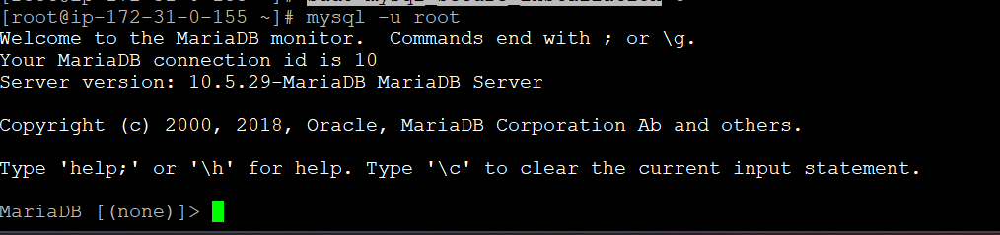 [root@ip-172-31-0-155 ~]# mysql -u root
Welcome to the MariaDB monitor.  Commands end with ; or \g.
Your MariaDB connection id is 10
Server version: 10.5.29-MariaDB MariaDB Server
Copyright (c) 2000, 2018, Oracle, MariaDB Corporation Ab and others.
Type 'help;' or '\h' for help. Type '\c' to clear the current input statement.
MariaDB [(none)]>